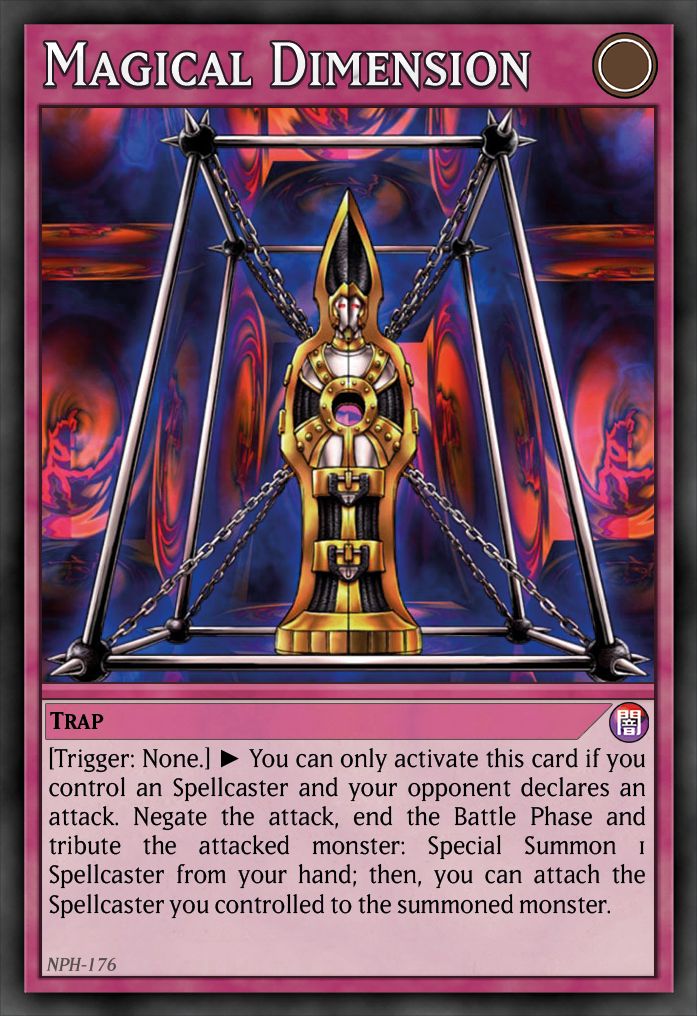 Magical Dimension
Trap
闇
[Trigger: None.] ► You can only activate this card if you
control an Spellcaster and your opponent declares an
attack. Negate the attack, end the Battle Phase and
tribute the attacked monster: Special Summon 1
Spellcaster from your hand; then, you can attach the
Spellcaster you controlled to the summoned monster.
NPH-176